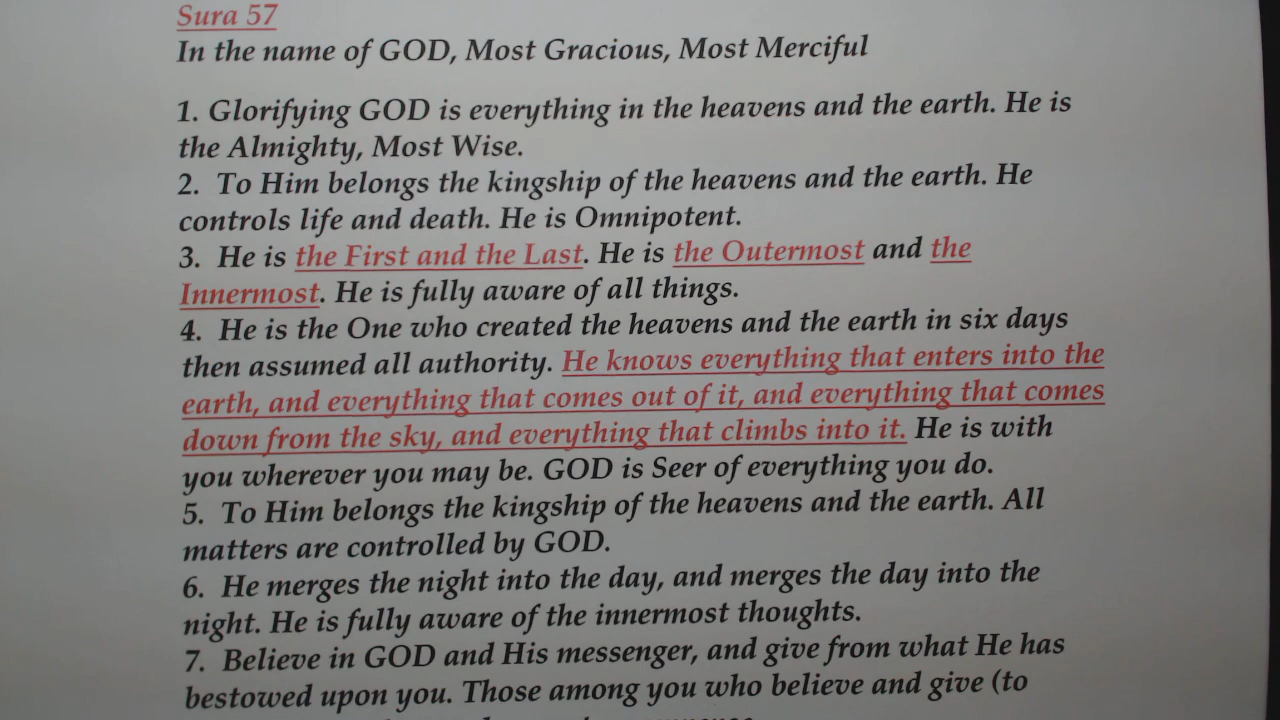 Sura 57
In the name of GOD, Most Gracious, Most Merciful
1. Glorifying GOD is everything in the heavens and the earth. He is
the Almighty, Most Wise.
2. To Him belongs the kingship of the heavens and the earth. He
controls life and death. He is Omnipotent.
3. He is the First and the Last. He is the Outermost and the
Innermost. He is fully aware of all things.
4. He is the One who created the heavens and the earth in six days
then assumed all authority. He knows everything that enters into the
earth, and everything that comes out of it, and everything that comes
down from the sky, and everything that climbs into it. He is with
you wherever you may be. GOD is Seer of everything you do.
5. To Him belongs the kingship of the heavens and the earth. All
matters are controlled by GOD.
6. He merges the night into the day, and merges the day into the
night. He is fully aware of the innermost thoughts.
7. Believe in GOD and His messenger, and give from what He has
bestowed upon you. Those among you who believe and give (to